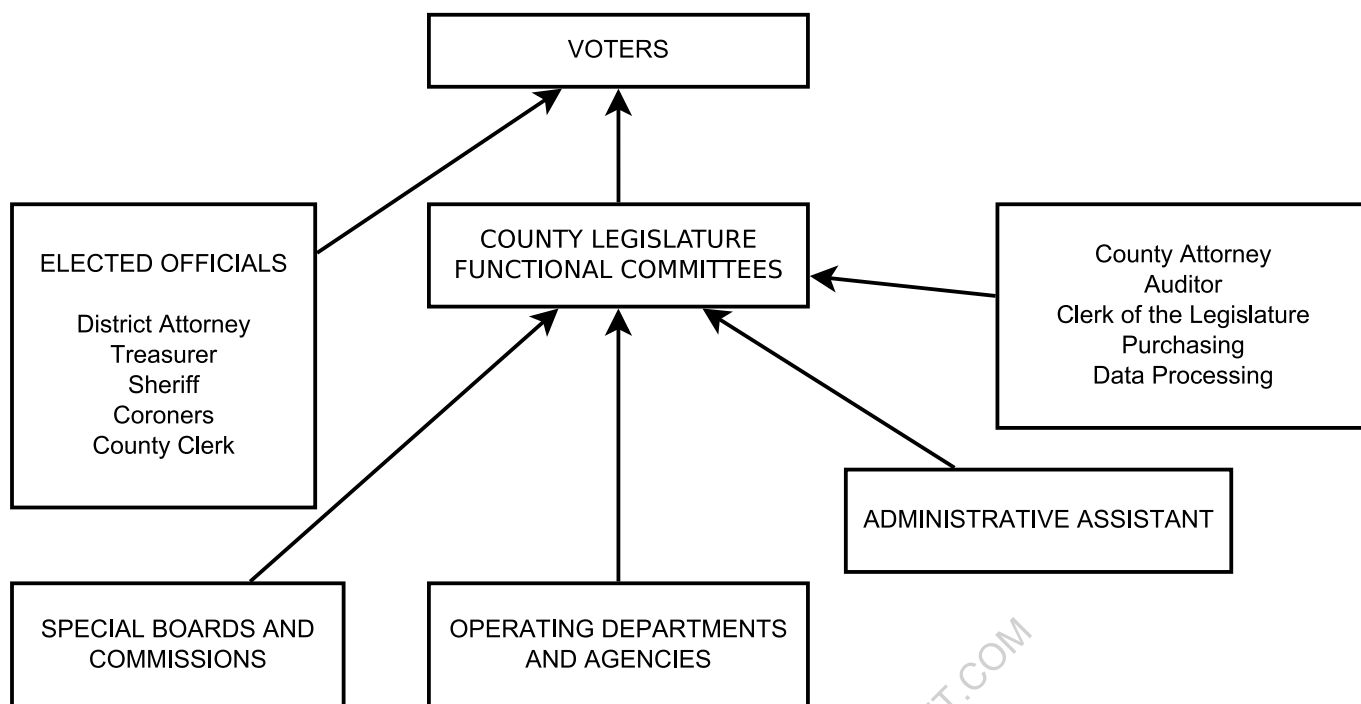 VOTERS
ELECTED OFFICIALS
District Attorney
Treasurer
Sheriff
Coroners
County Clerk
COUNTY LEGISLATURE
FUNCTIONAL COMMITTEES
County Attorney
Auditor
Clerk of the Legislature
Purchasing
Data Processing
ADMINISTRATIVE ASSISTANT
SPECIAL BOARDS AND
COMMISSIONS
OPERATING DEPARTMENTS
AND AGENCIES